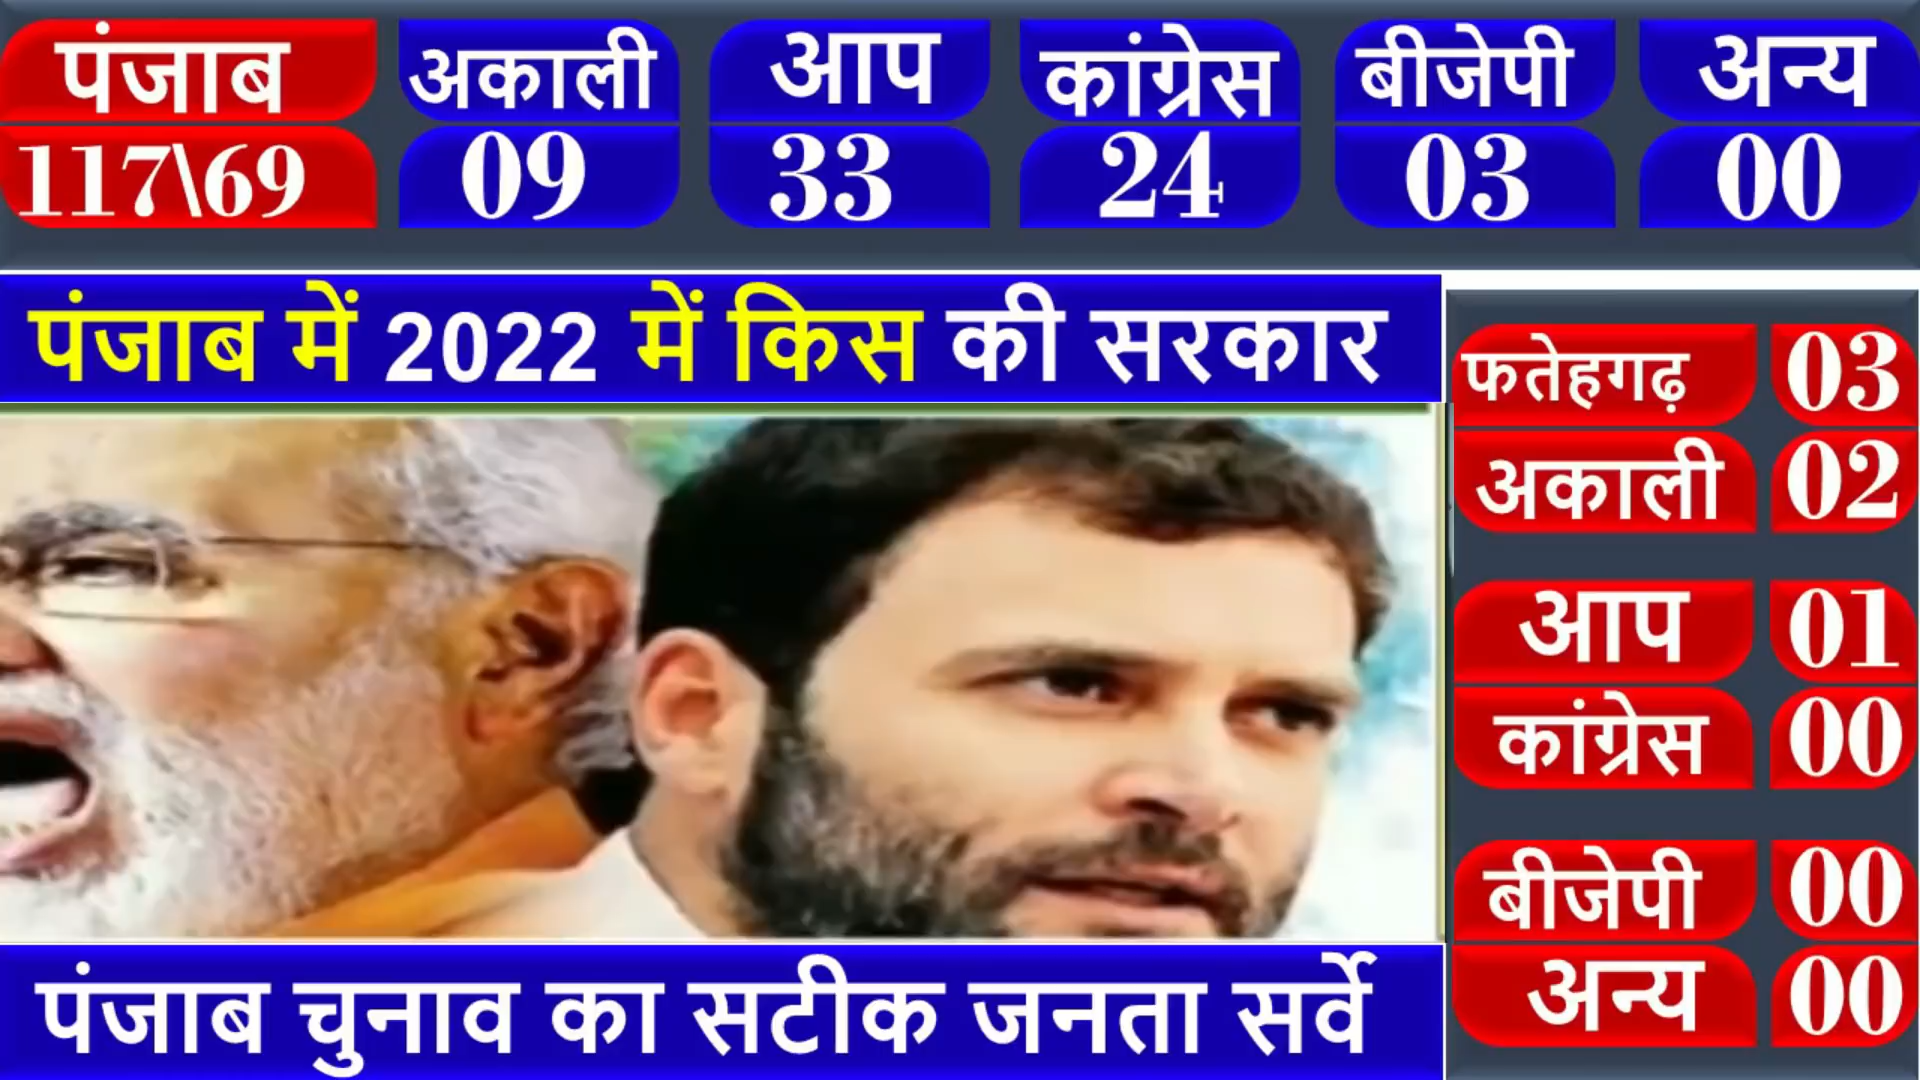 पंजाब अकाली आप कांग्रेस बीजेपी अन्य
117\69 09 33 24 03 00
पंजाब में 2022 में किस की सरकार
फतेहगढ़ 03
अकाली 02
आप 01
कांग्रेस 00
बीजेपी 00
अन्य 00
पंजाब चुनाव का सटीक जनता सर्वे